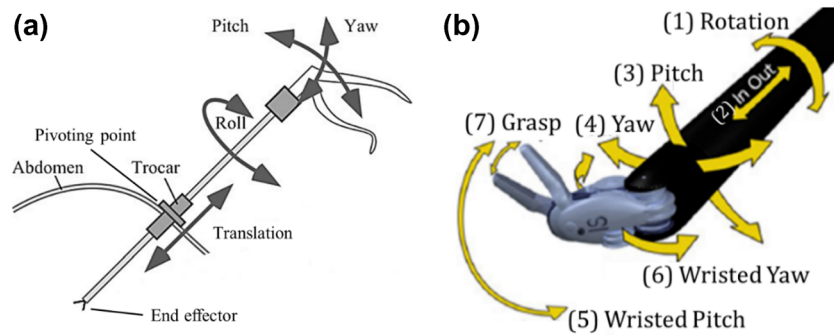 (a)
Pitch
Yaw
Roll
Pivoting point
Abdomen
Trocar
Translation
End effector
(b)
(1) Rotation
(2) In Out
(3) Pitch
(7) Grasp
(4) Yaw
IS
(6) Wristed Yaw
(5) Wristed Pitch